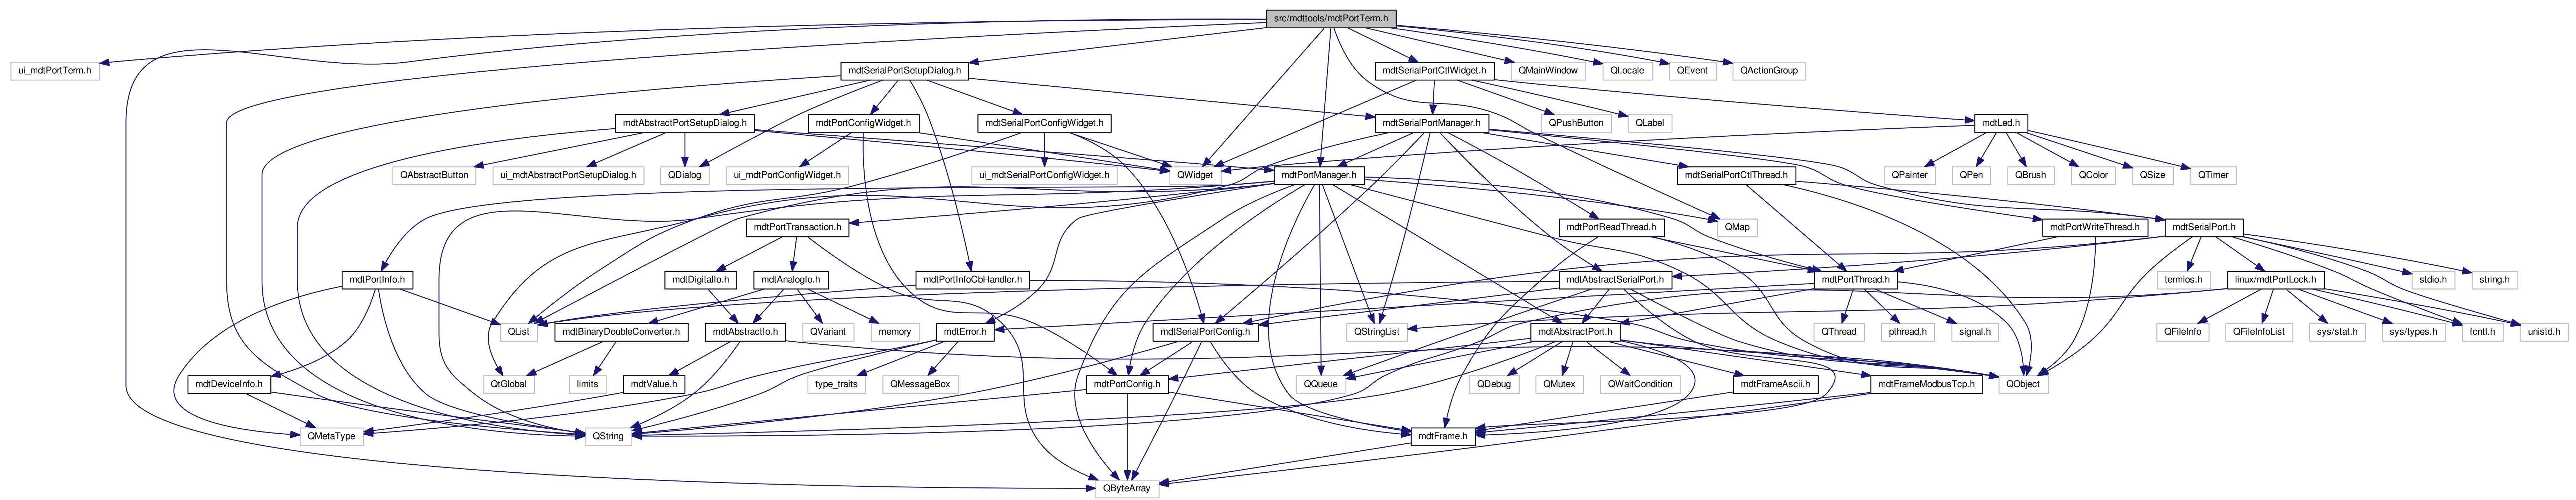 src/mdttools/mdtPortTerm.h
ui_mdtPortTerm.h
mdtSerialPortSetupDialog.h
mdtSerialPortCtlWidget.h
QMainWindow
QLocale
QEvent
QActionGroup
mdtAbstractPortSetupDialog.h
mdtPortConfigWidget.h
mdtSerialPortConfigWidget.h
mdtSerialPortManager.h
QPushButton
QLabel
mdtLed.h
QAbstractButton
ui_mdtAbstractPortSetupDialog.h
QDialog
ui_mdtPortConfigWidget.h
ui_mdtSerialPortConfigWidget.h
QWidget
mdtPortManager.h
mdtSerialPortCtlThread.h
QPainter
QPen
QBrush
QColor
QSize
QTimer
mdtPortTransaction.h
mdtPortReadThread.h
QMap
mdtPortWriteThread.h
mdtSerialPort.h
mdtPortInfo.h
mdtDigitalIo.h
mdtAnalogIo.h
mdtPortInfoCbHandler.h
mdtAbstractSerialPort.h
mdtPortThread.h
termios.h
linux/mdtPortLock.h
stdio.h
string.h
QList
mdtBinaryDoubleConverter.h
mdtAbstractIo.h
QVariant
memory
mdtError.h
mdtSerialPortConfig.h
QStringList
mdtAbstractPort.h
QThread
pthread.h
signal.h
QFileInfo
QFileInfoList
sys/stat.h
sys/types.h
fcntl.h
unistd.h
mdtDeviceInfo.h
QtGlobal
limits
mdtValue.h
type_traits
QMessageBox
mdtPortConfig.h
QQueue
QDebug
QMutex
QWaitCondition
mdtFrameAscii.h
mdtFrameModbusTcp.h
QObject
QMetaType
QString
mdtFrame.h
QByteArray